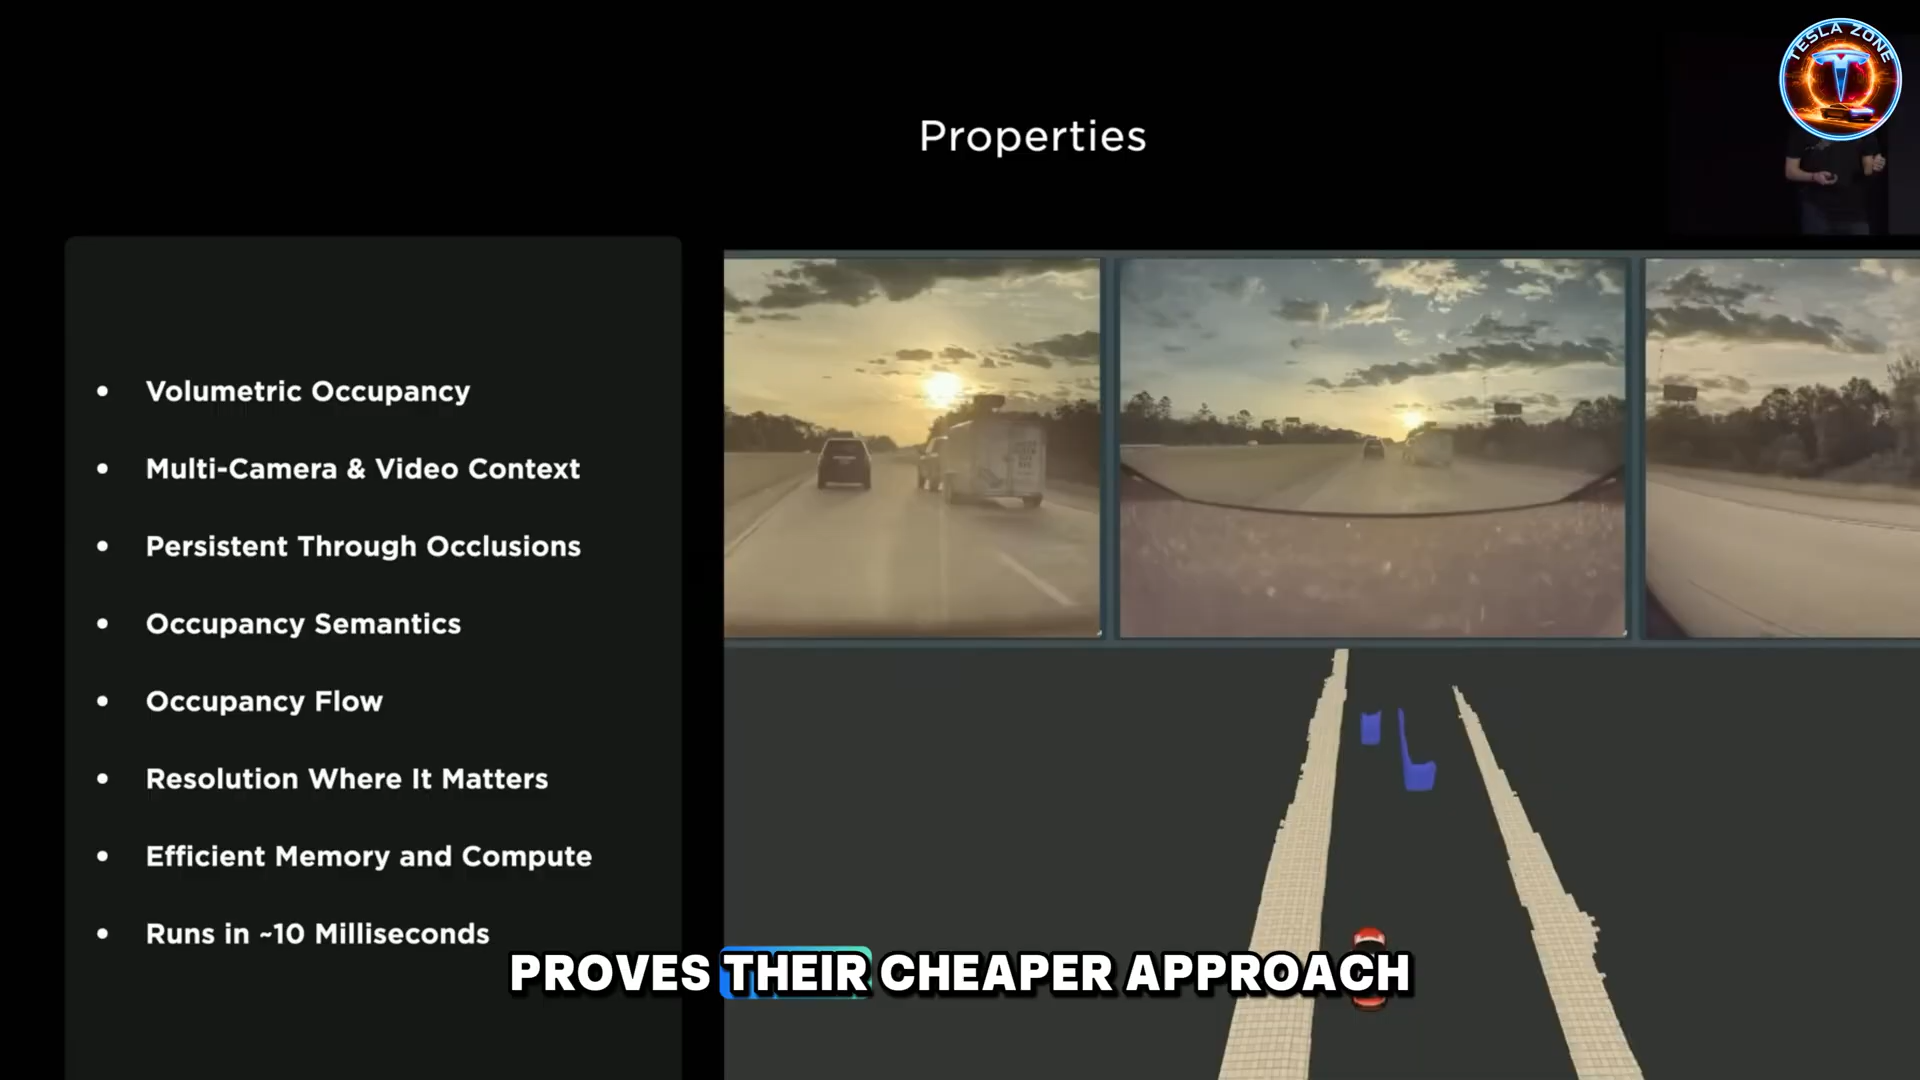 TESLA ZONE
Properties
• Volumetric Occupancy
• Multi-Camera & Video Context
• Persistent Through Occlusions
• Occupancy Semantics
• Occupancy Flow
• Resolution Where It Matters
• Efficient Memory and Compute
• Runs in ~10 Milliseconds
PROVES THEIR CHEAPER APPROACH